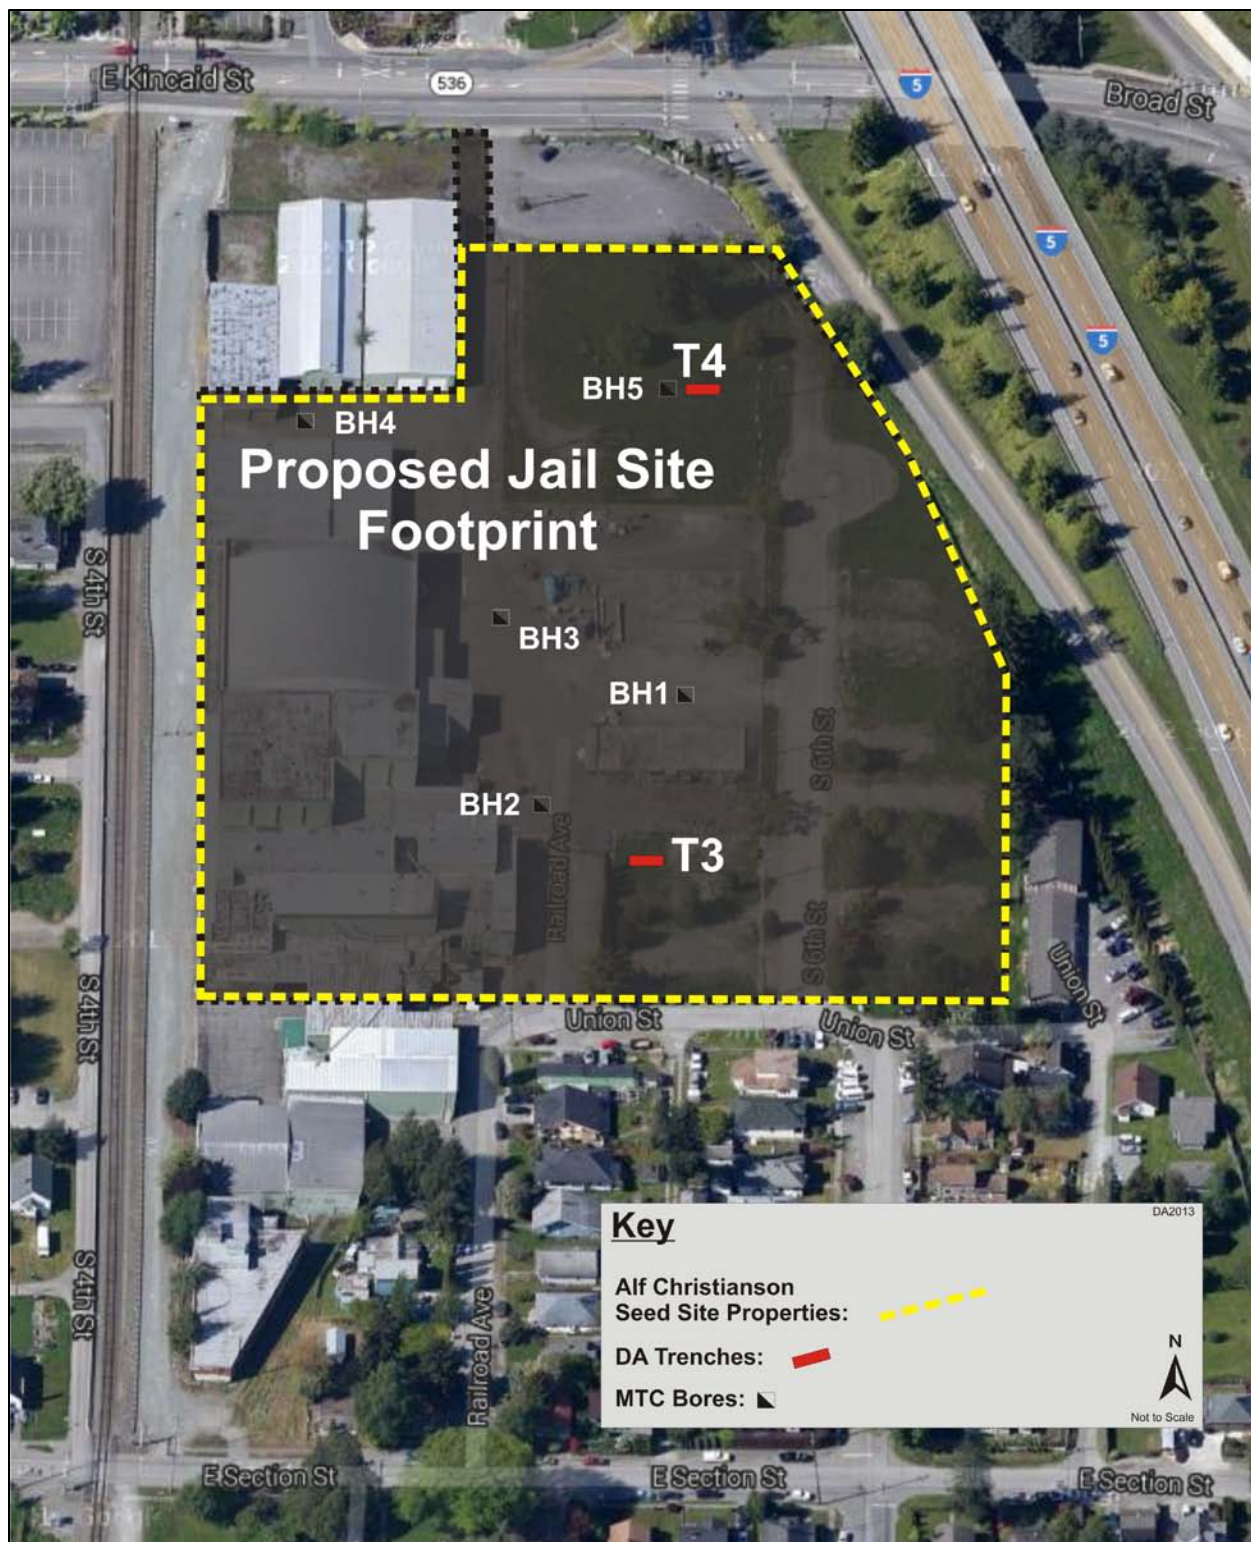 E Kincaid St
536
5
Broad St
5
5
T4
BH5
BH4
Proposed Jail Site
Footprint
S 4th St
BH3
BH1
S 6th St
BH2
Railroad Ave
T3
S 6th St
Union St
S 4th St
Union St
Union St
DA2013
Key
Alf Christianson
Seed Site Properties:
DA Trenches:
MTC Bores:
N
Not to Scale
S 4th St
Railroad Ave
E Section St
E Section St
E Section St